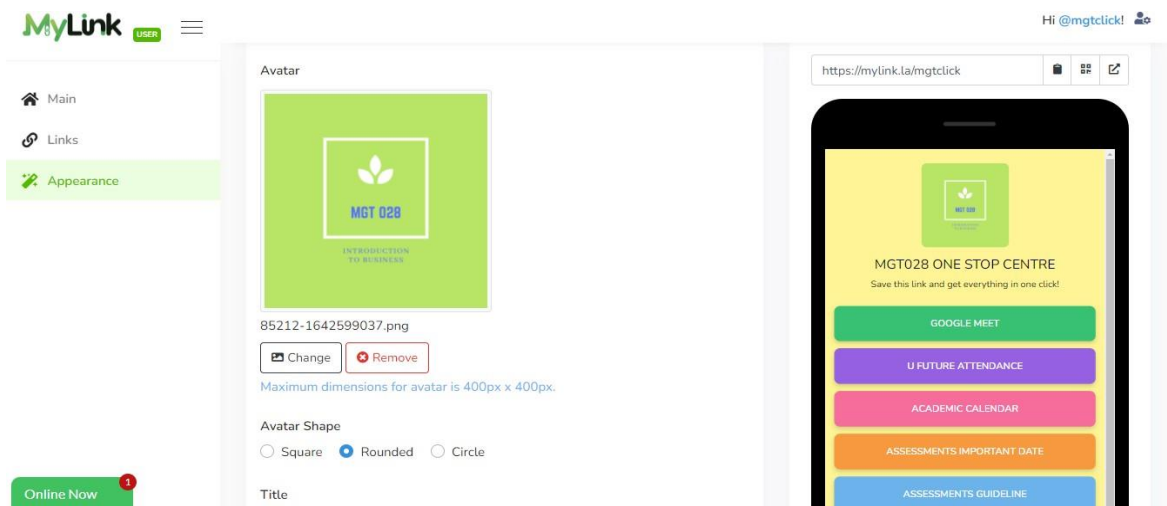 MyLink USER
Hi @mgtclick!
Main
Links
Appearance
Online Now 1
Avatar
MGT 028
INTRODUCTION
TO BUSINESS
85212-1642599037.png
Change Remove
Maximum dimensions for avatar is 400px x 400px.
Avatar Shape
Square Rounded Circle
Title
https://mylink.la/mgtclick
MGT 028
MGT028 ONE STOP CENTRE
Save this link and get everything in one click!
GOOGLE MEET
U FUTURE ATTENDANCE
ACADEMIC CALENDAR
ASSESSMENTS IMPORTANT DATE
ASSESSMENTS GUIDELINE